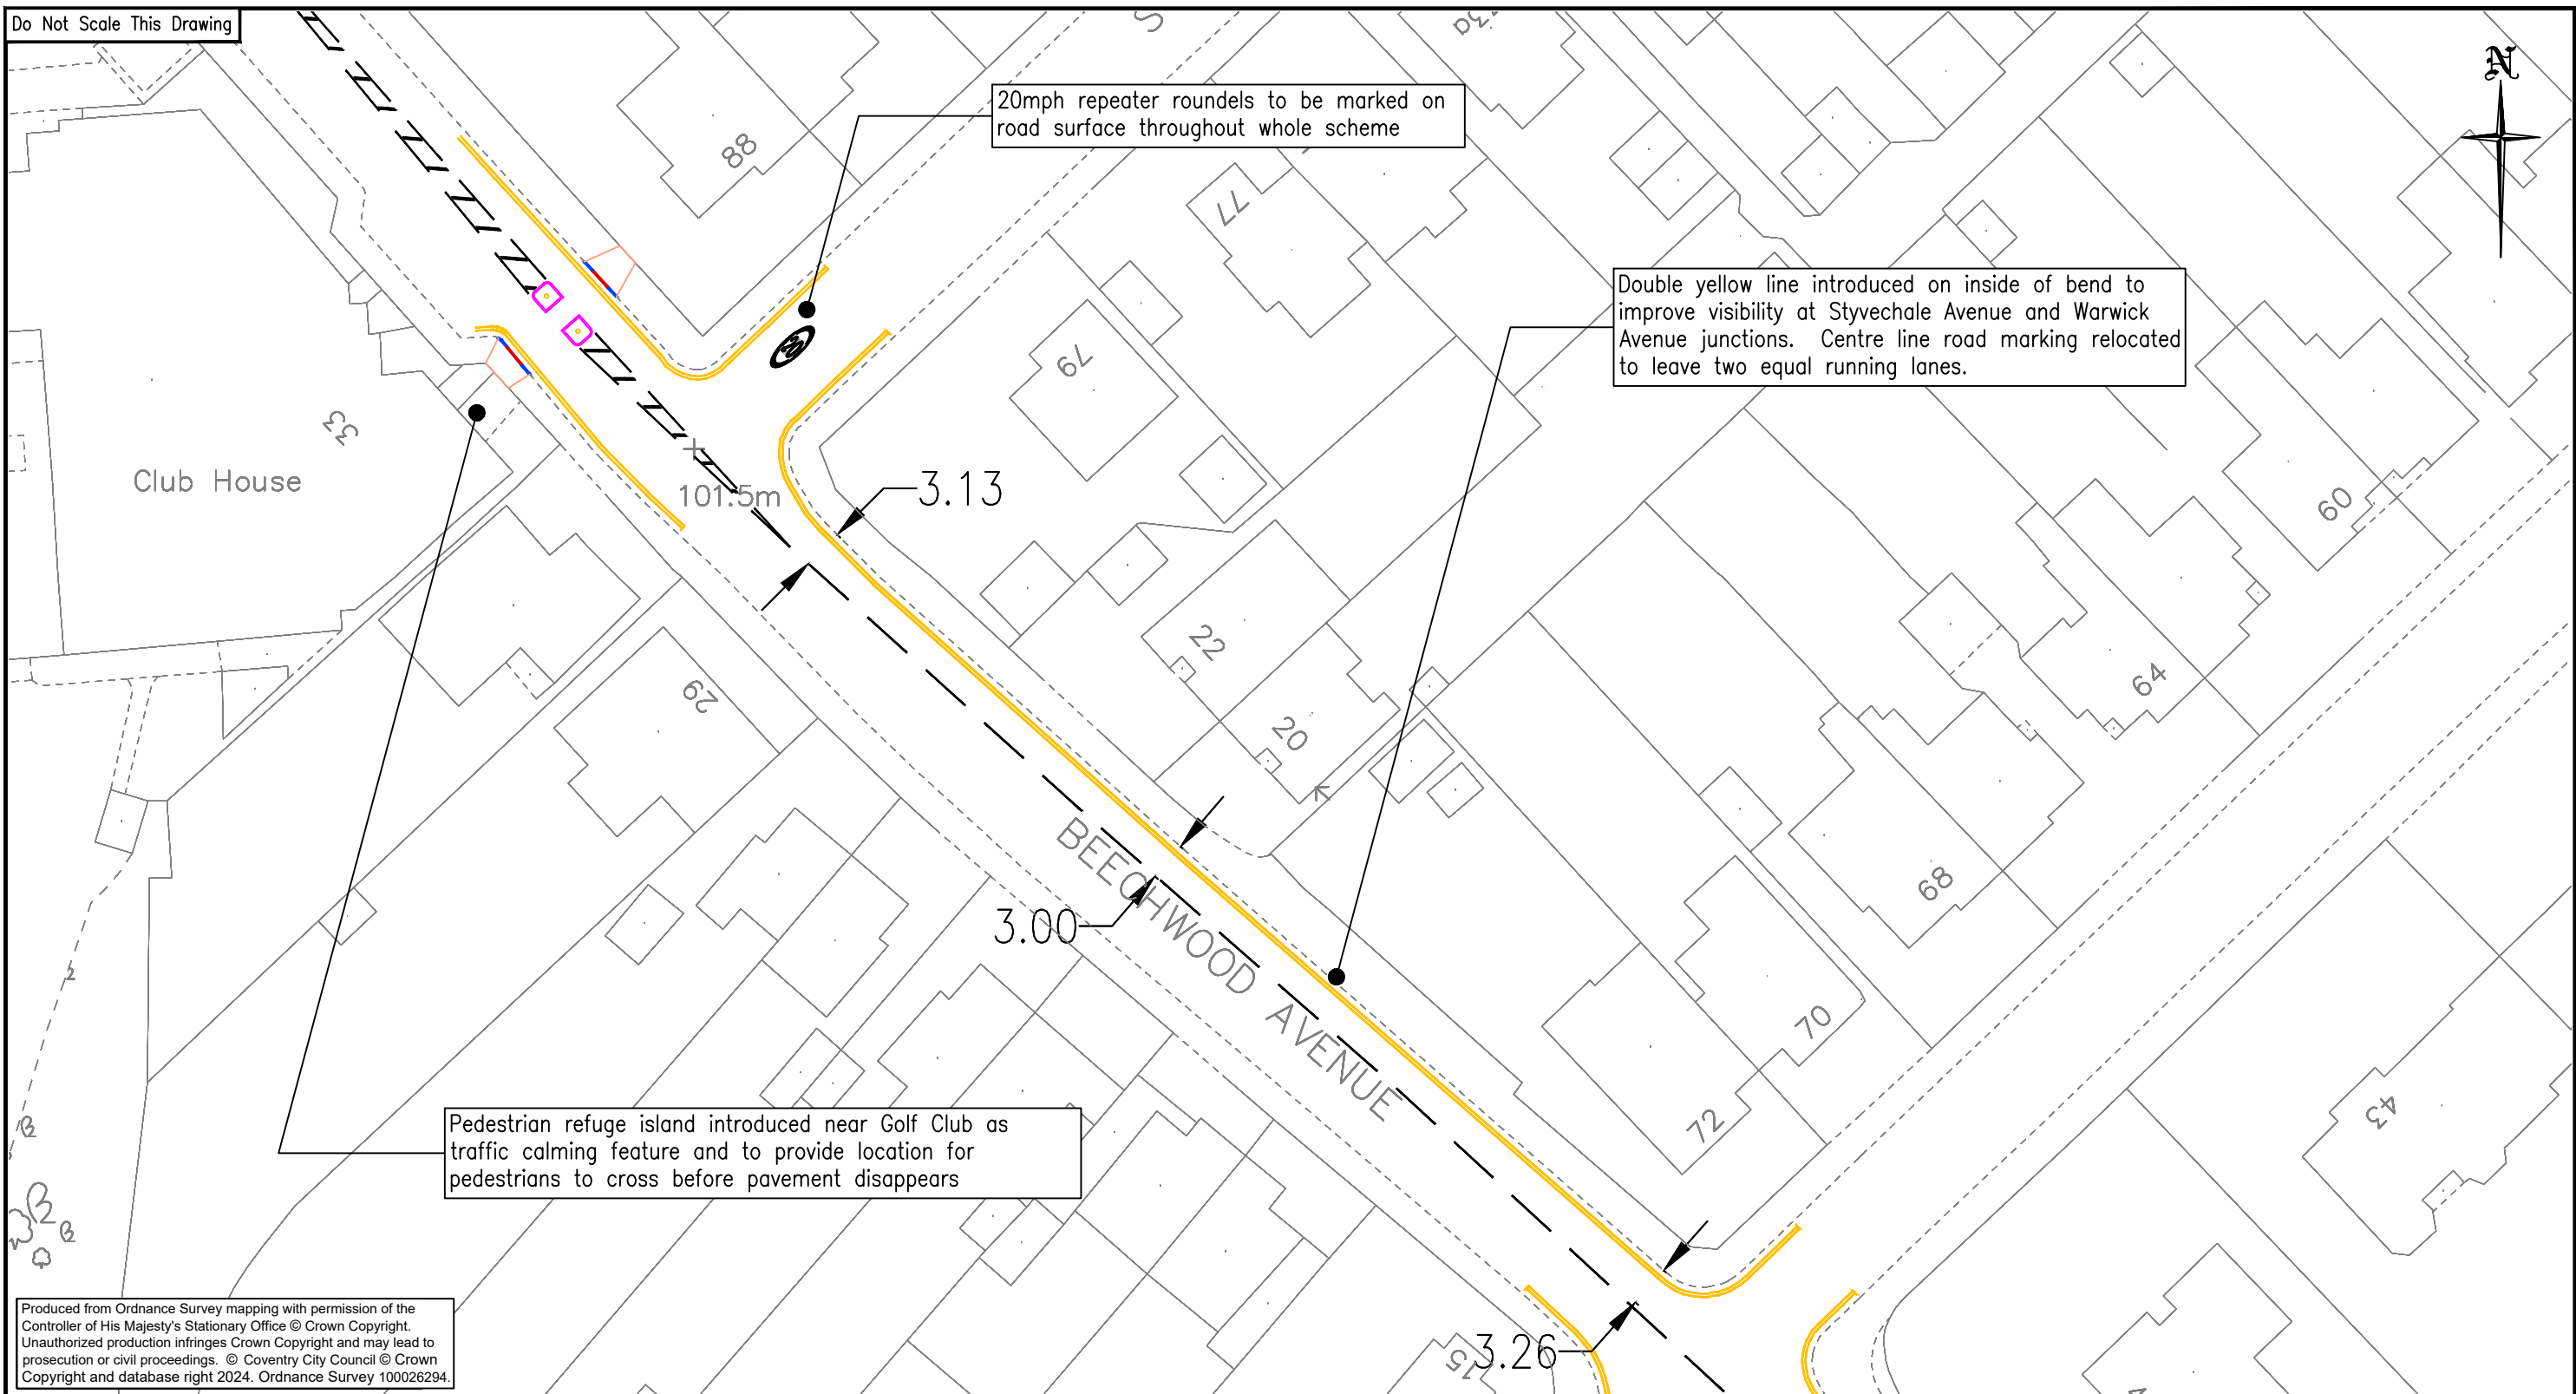 Do Not Scale This Drawing
N
20mph repeater roundels to be marked on
road surface throughout whole scheme
88
77
Double yellow line introduced on inside of bend to
improve visibility at Styvechale Avenue and Warwick
Avenue junctions. Centre line road marking relocated
to leave two equal running lanes.
20
79
33
Club House
101.5m
3.13
60
22
64
29
20
BEECHWOOD AVENUE
68
3.00
70
72
43
Pedestrian refuge island introduced near Golf Club as
traffic calming feature and to provide location for
pedestrians to cross before pavement disappears
15
3.26
Produced from Ordnance Survey mapping with permission of the
Controller of His Majesty's Stationary Office © Crown Copyright.
Unauthorized production infringes Crown Copyright and may lead to
prosecution or civil proceedings. © Coventry City Council © Crown
Copyright and database right 2024. Ordnance Survey 100026294.